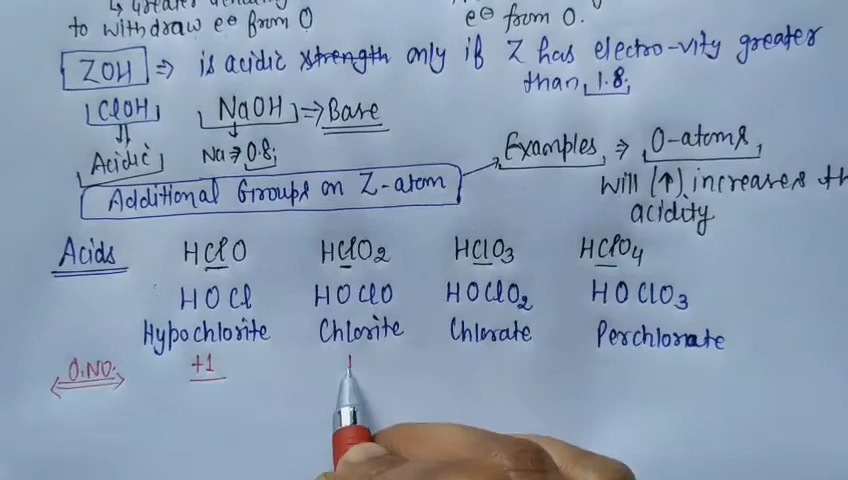 to withdraw e⊖ from O
e⊖ from O.
ZOH ⇒ is acidic strength only if Z has electro-vity greater
than 1.8.
ClOH NaOH ⇒ Base
Acidic Na ⇒ 0.8;
Examples ⇒ O-atoms,
Additional Groups on Z-atom
will (↑) increases th
acidity
Acids HClO HClO2 HClO3 HClO4
HOCl HOClO HOClO2 HOClO3
Hypochlorite Chlorite Chlorate Perchlorate
O.NO. +1